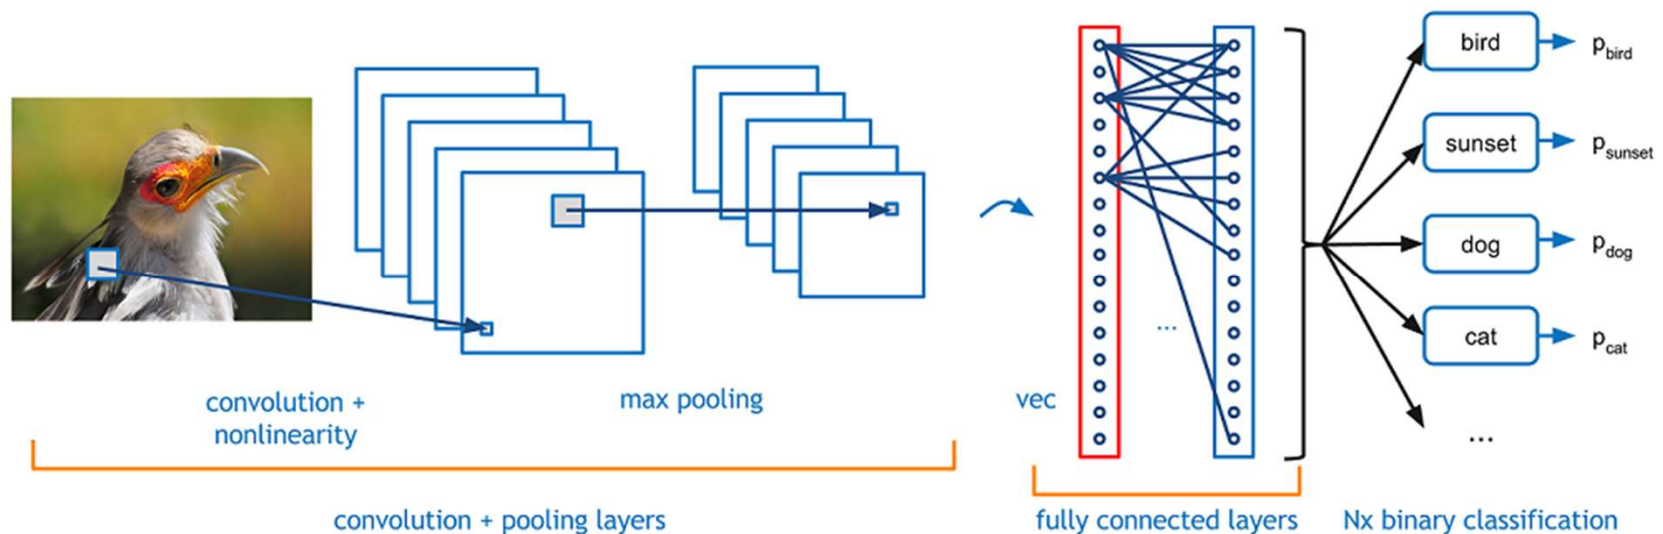 bird
p_bird
sunset
p_sunset
dog
p_dog
cat
p_cat
...
...
convolution +
nonlinearity
max pooling
vec
convolution + pooling layers
fully connected layers
Nx binary classification